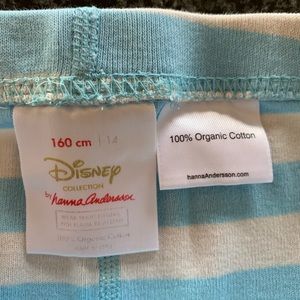 160 cm | 14
Disney
COLLECTION
by hanna Andersson
100% Organic Cotton
100% Organic Cotton
hannaAndersson.com